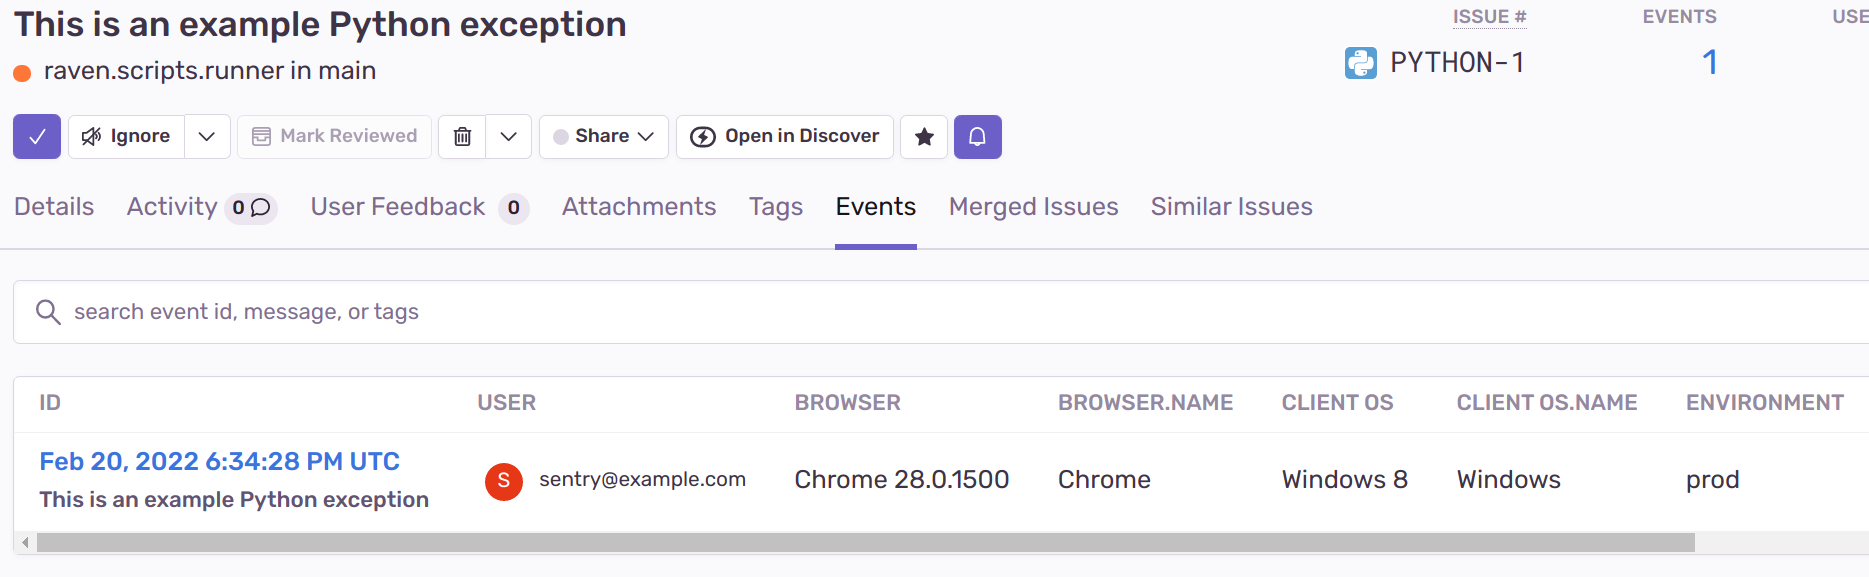 This is an example Python exception
ISSUE # EVENTS USE
raven.scripts.runner in main
PYTHON-1 1
Ignore Mark Reviewed Share Open in Discover
Details Activity 0 User Feedback 0 Attachments Tags Events Merged Issues Similar Issues
search event id, message, or tags
ID USER BROWSER BROWSER.NAME CLIENT OS CLIENT OS.NAME ENVIRONMENT
Feb 20, 2022 6:34:28 PM UTC
S sentry@example.com Chrome 28.0.1500 Chrome Windows 8 Windows prod
This is an example Python exception